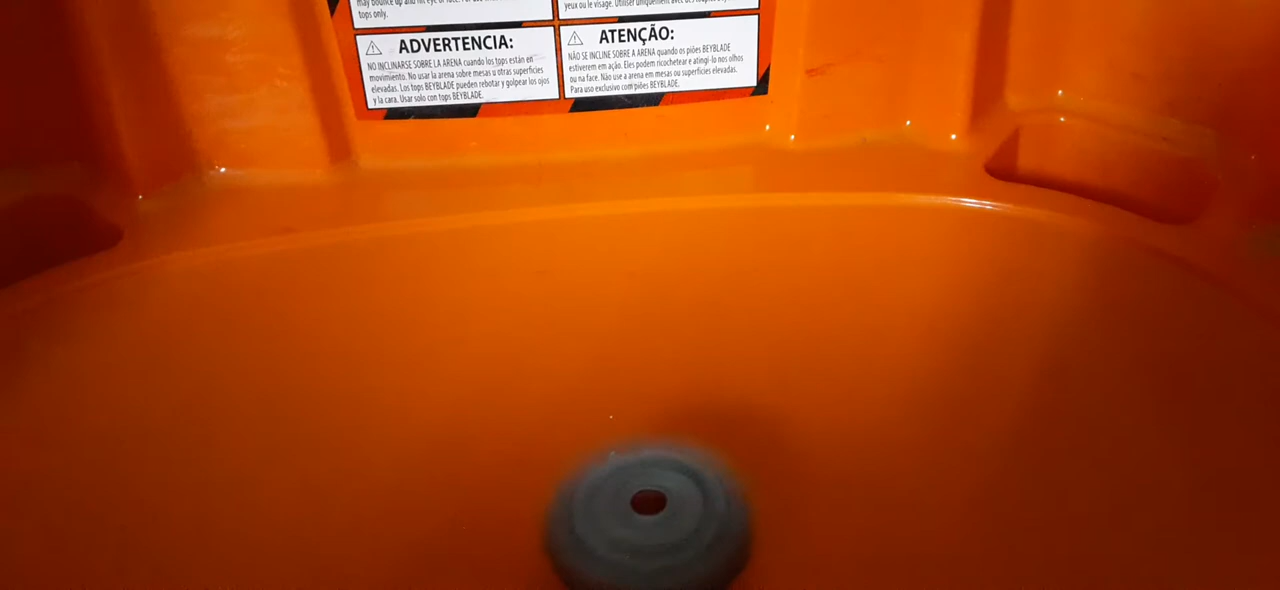 may bounce up and hit eye or face. For use
tops only.
yeux ou le visage. Utiliser uniquement avec des
ADVERTENCIA:
NO INCLINARSE SOBRE LA ARENA cuando los tops están en
movimiento. No usar la arena sobre mesas u otras superficies
elevadas. Los tops BEYBLADE pueden rebotar y golpear los ojos
y la cara. Usar solo con tops BEYBLADE.
ATENÇÃO:
NÃO SE INCLINE SOBRE A ARENA quando os piões BEYBLADE
estiverem em ação. Eles podem ricochetear e atingi-lo nos olhos
ou na face. Não use a arena em mesas ou superfícies elevadas.
Para uso exclusivo com piões BEYBLADE.